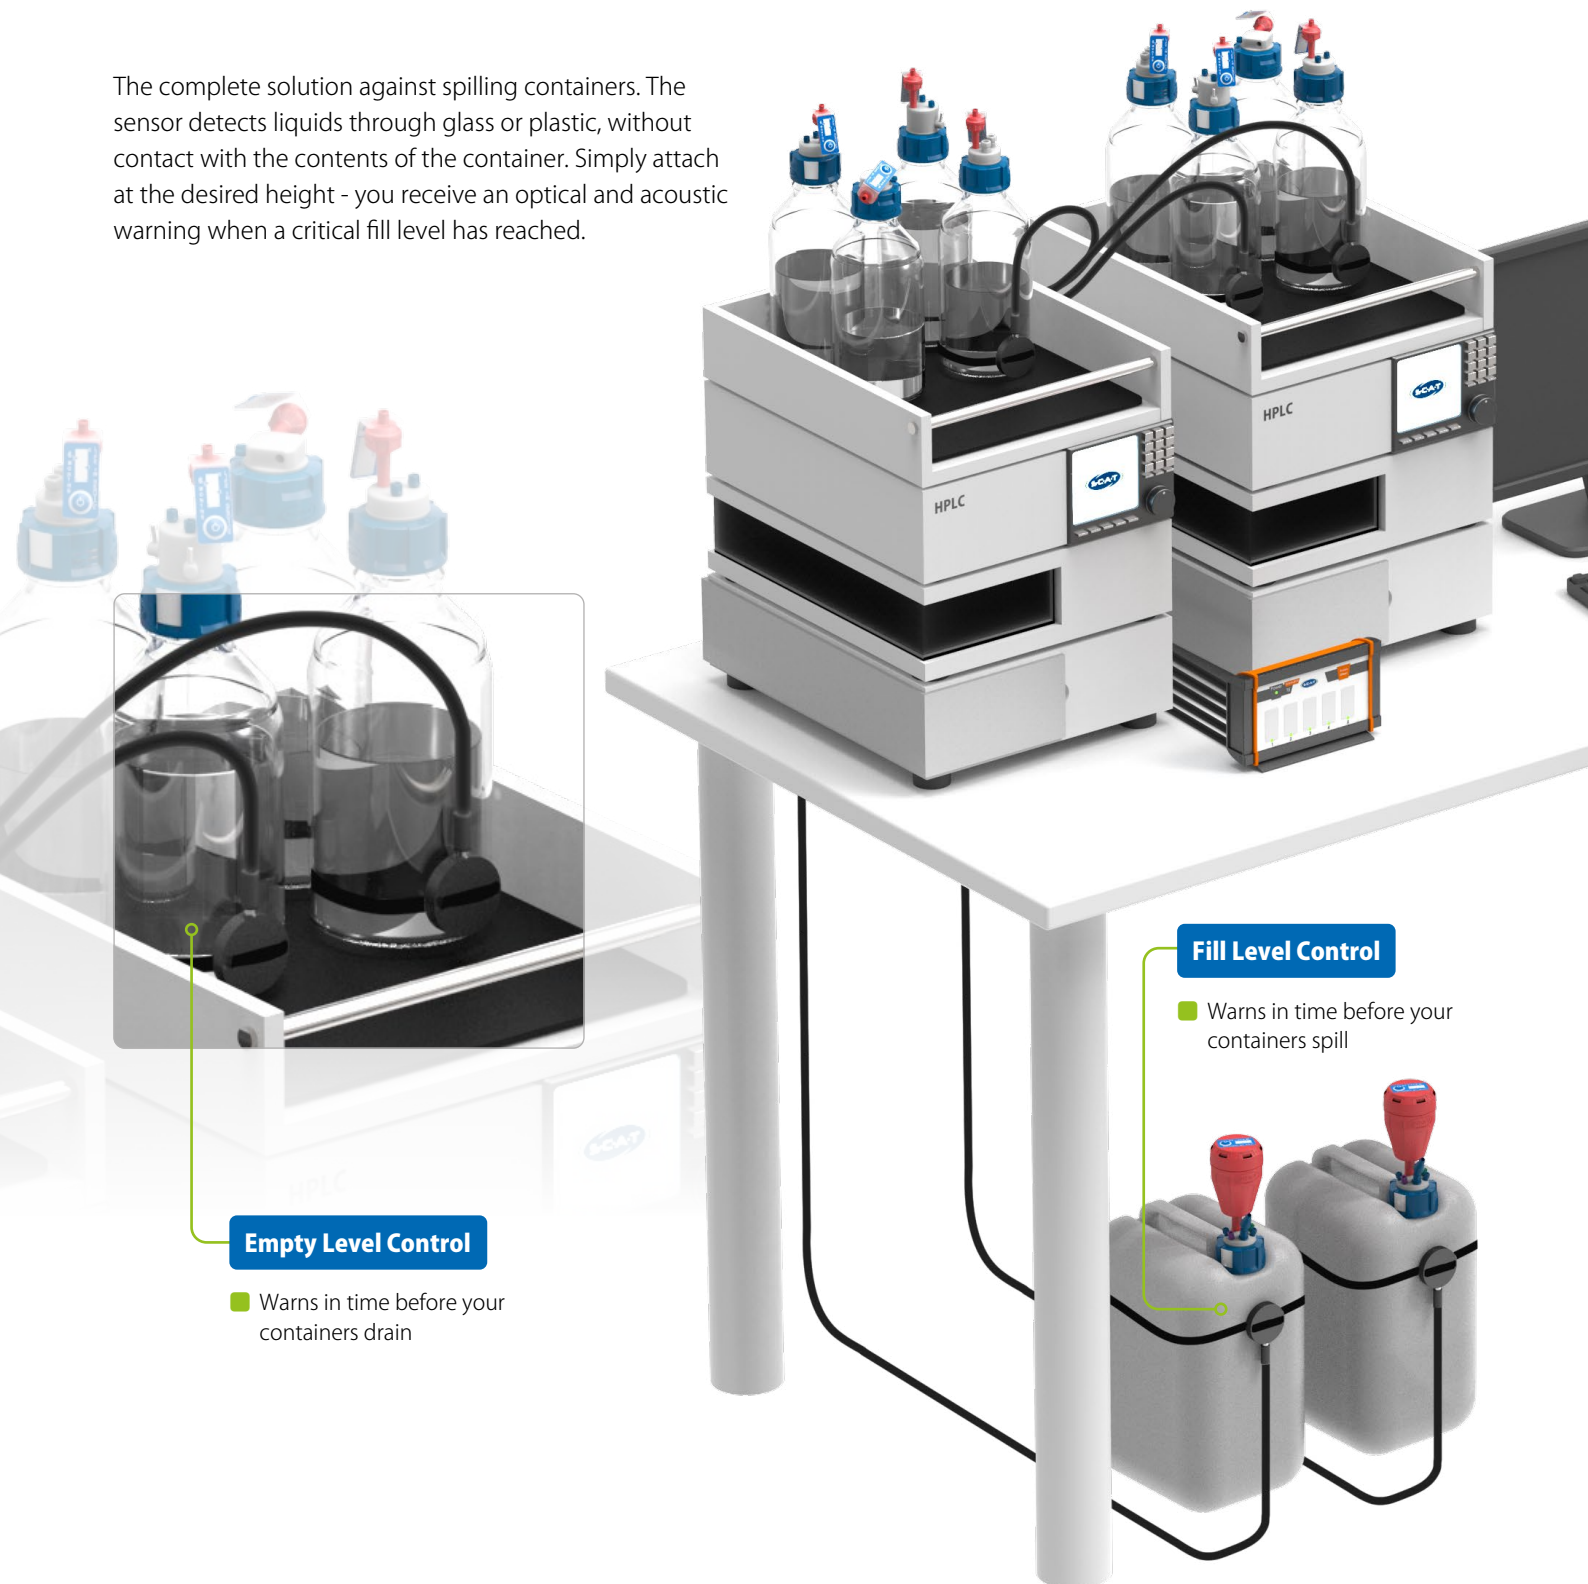 The complete solution against spilling containers. The
sensor detects liquids through glass or plastic, without
contact with the contents of the container. Simply attach
at the desired height - you receive an optical and acoustic
warning when a critical fill level has reached.
HPLC
S·C·A·T
HPLC
S·C·A·T
Fill Level Control
Warns in time before your
containers spill
Empty Level Control
Warns in time before your
containers drain
S·C·A·T
HPLC